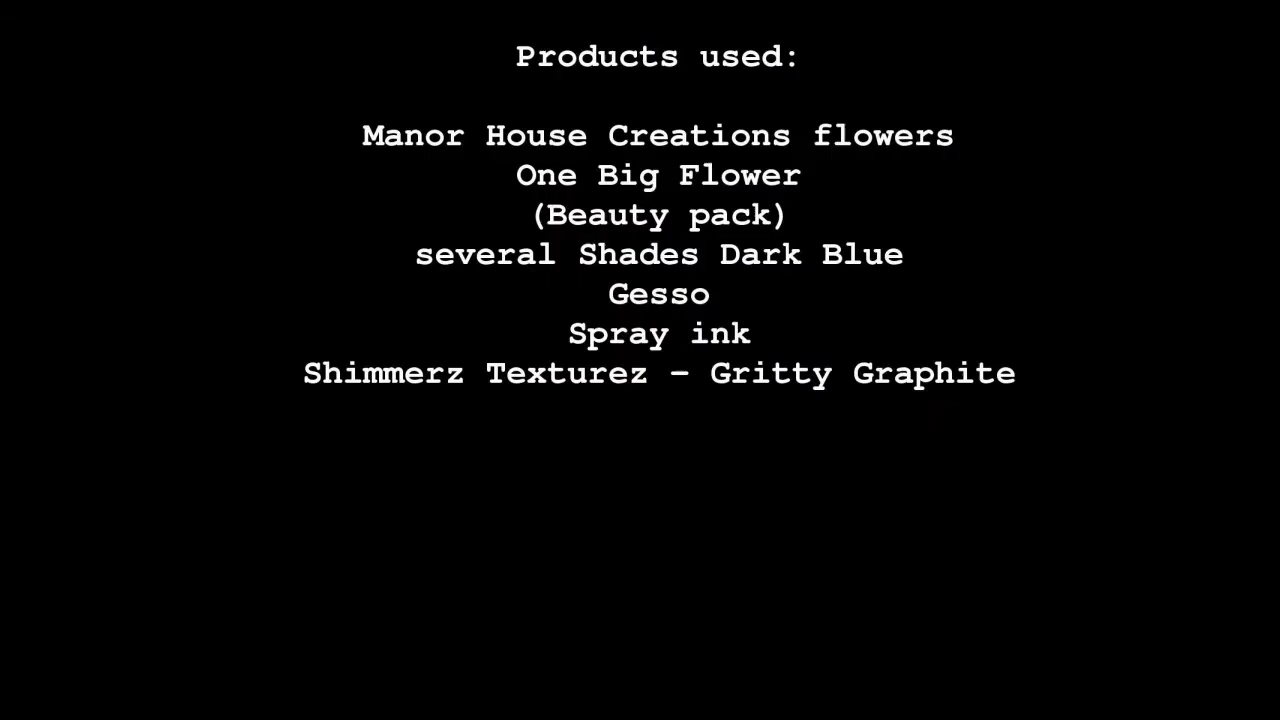 Products used:
Manor House Creations flowers
One Big Flower
(Beauty pack)
several Shades Dark Blue
Gesso
Spray ink
Shimmerz Texturez – Gritty Graphite